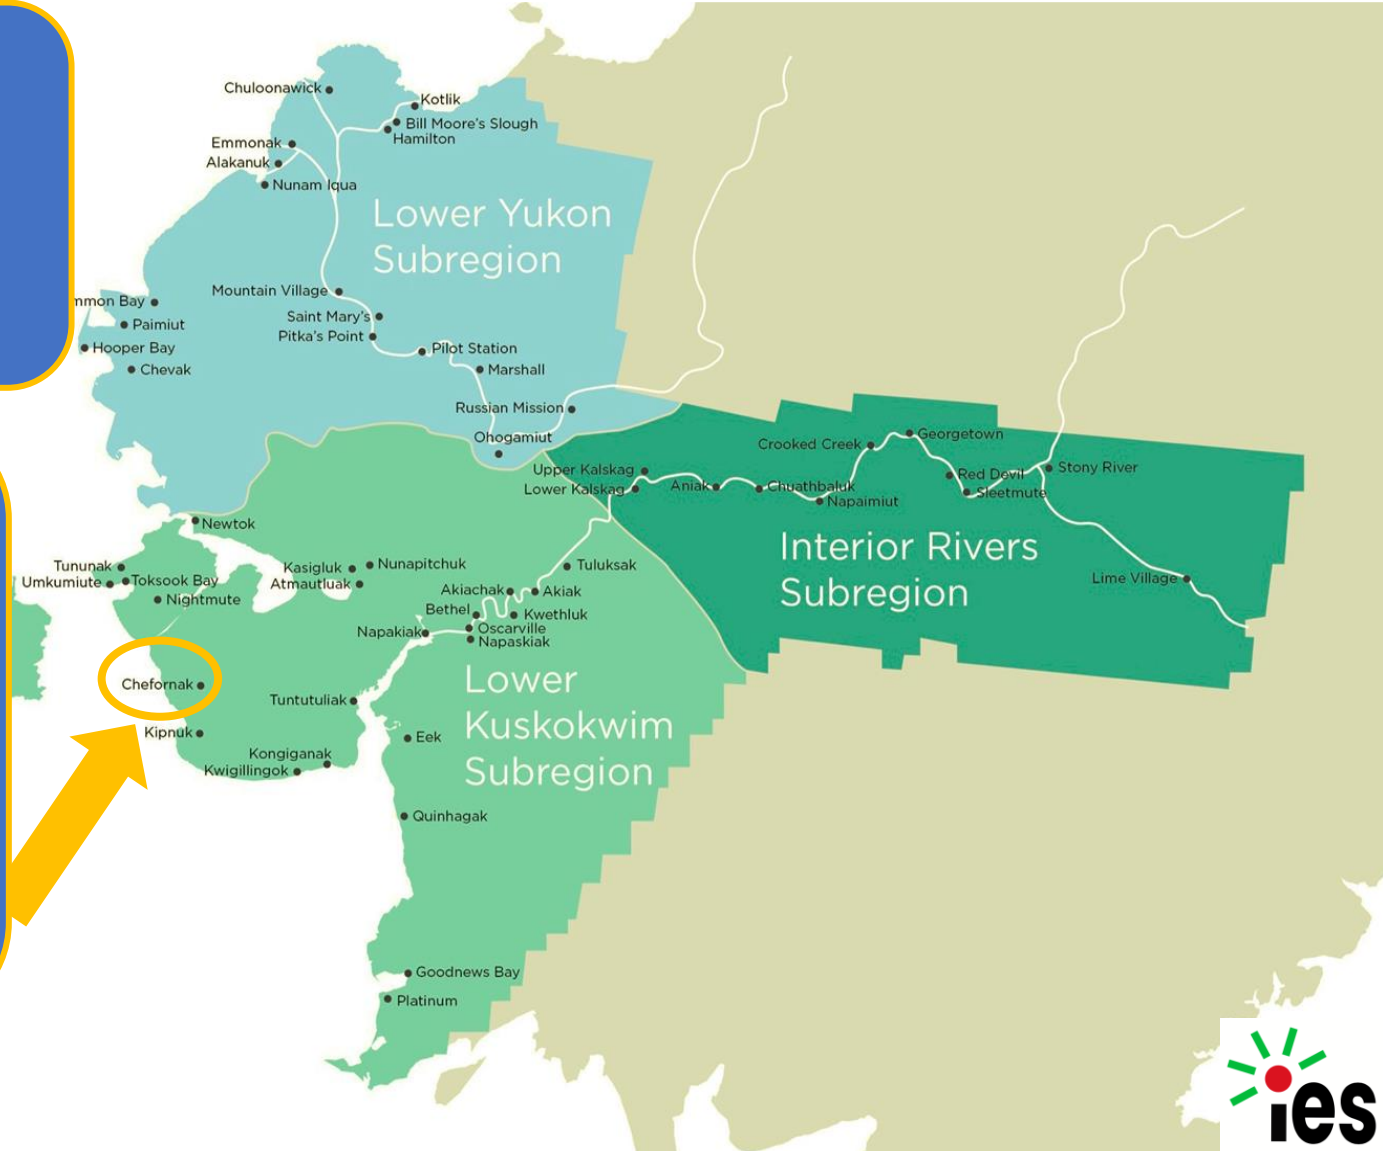 Chuloonawick
Kotlik
Bill Moore's Slough
Hamilton
Emmonak
Alakanuk
Nunam Iqua
Lower Yukon
Subregion
Mountain Village
mmon Bay
Saint Mary's
Paimiut
Pitka's Point
Hooper Bay
Pilot Station
Chevak
Marshall
Russian Mission
Ohogamiut
Georgetown
Crooked Creek
Upper Kalskag
Stony River
Red Devil
Aniak
Chuathbaluk
Lower Kalskag
Sleetmute
Napaimiut
Newtok
Interior Rivers
Subregion
Tununak
Kasigluk
Nunapitchuk
Tuluksak
Umkumiute
Toksook Bay
Atmautluak
Lime Village
Nightmute
Akiachak
Akiak
Bethel
Kwethluk
Napakiak
Oscarville
Napaskiak
Lower
Kuskokwim
Subregion
Chefornak
Tuntutuliak
Kipnuk
Eek
Kongiganak
Kwigillingok
Quinhagak
Goodnews Bay
Platinum
ies